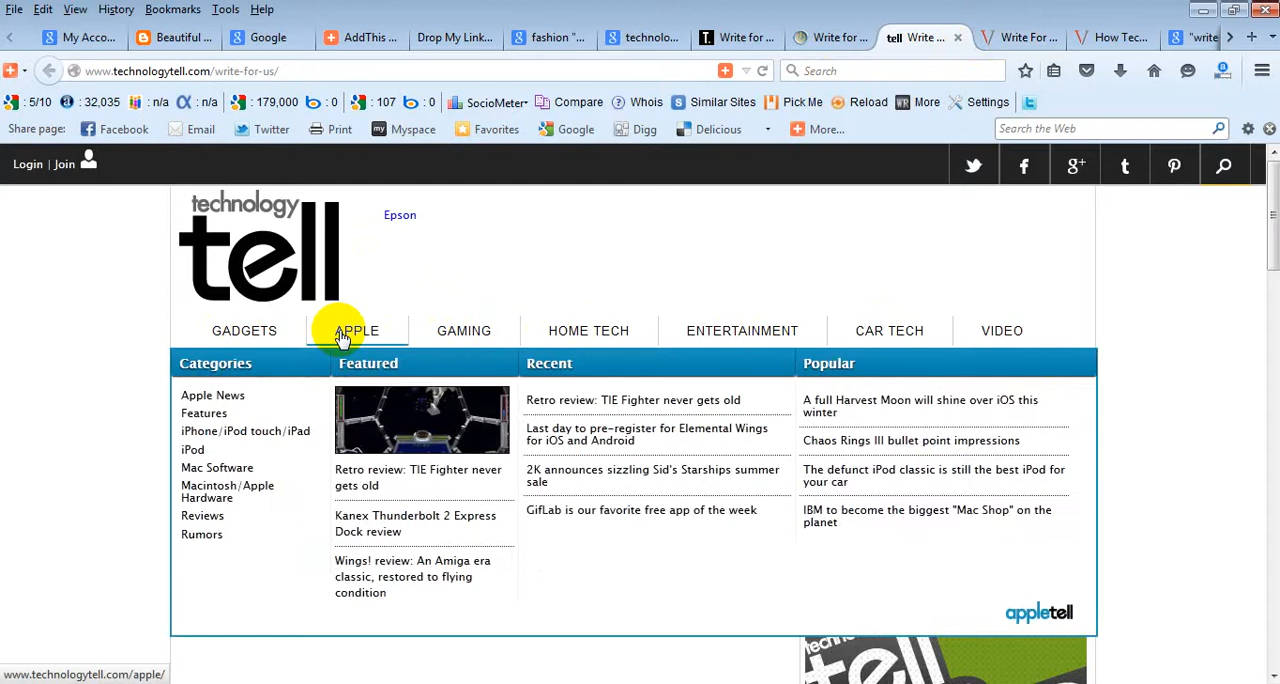 File Edit View History Bookmarks Tools Help
My Acco... Beautiful ... Google AddThis ... Drop My Link... fashion "... technolo... Write for ... Write for ... tell Write ... Write For ... How Tec... "write
www.technologytell.com/write-for-us/ Search
: 5/10 : 32,035 : n/a : n/a : 179,000 : 0 : 107 : 0 SocioMeter Compare Whois Similar Sites Pick Me Reload WR More Settings
Share page: Facebook Email Twitter Print my Myspace Favorites Google Digg Delicious More... Search the Web
Login | Join
technology
tell
Epson
GADGETS APPLE GAMING HOME TECH ENTERTAINMENT CAR TECH VIDEO
Categories Featured Recent Popular
Apple News
Features
iPhone/iPod touch/iPad
iPod
Mac Software
Macintosh/Apple
Hardware
Reviews
Rumors
Retro review: TIE Fighter never
gets old
Kanex Thunderbolt 2 Express
Dock review
Wings! review: An Amiga era
classic, restored to flying
condition
Retro review: TIE Fighter never gets old
Last day to pre-register for Elemental Wings
for iOS and Android
2K announces sizzling Sid's Starships summer
sale
GifLab is our favorite free app of the week
A full Harvest Moon will shine over iOS this
winter
Chaos Rings III bullet point impressions
The defunct iPod classic is still the best iPod for
your car
IBM to become the biggest "Mac Shop" on the
planet
appletell
technology
tell
www.technologytell.com/apple/